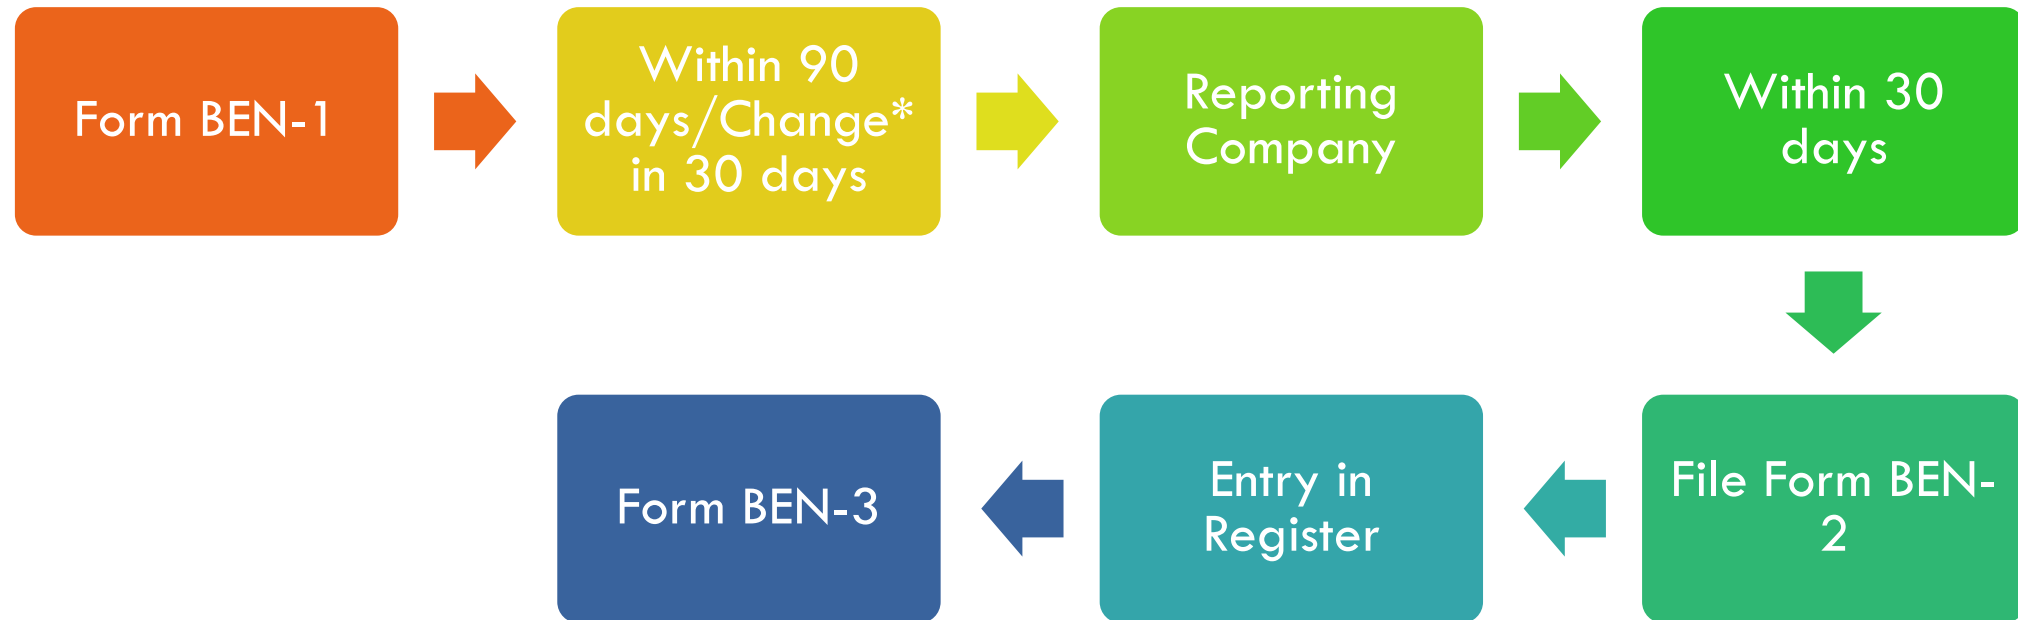 Form BEN-1
Within 90
days/Change*
in 30 days
Reporting
Company
Within 30
days
File Form BEN-
2
Entry in
Register
Form BEN-3